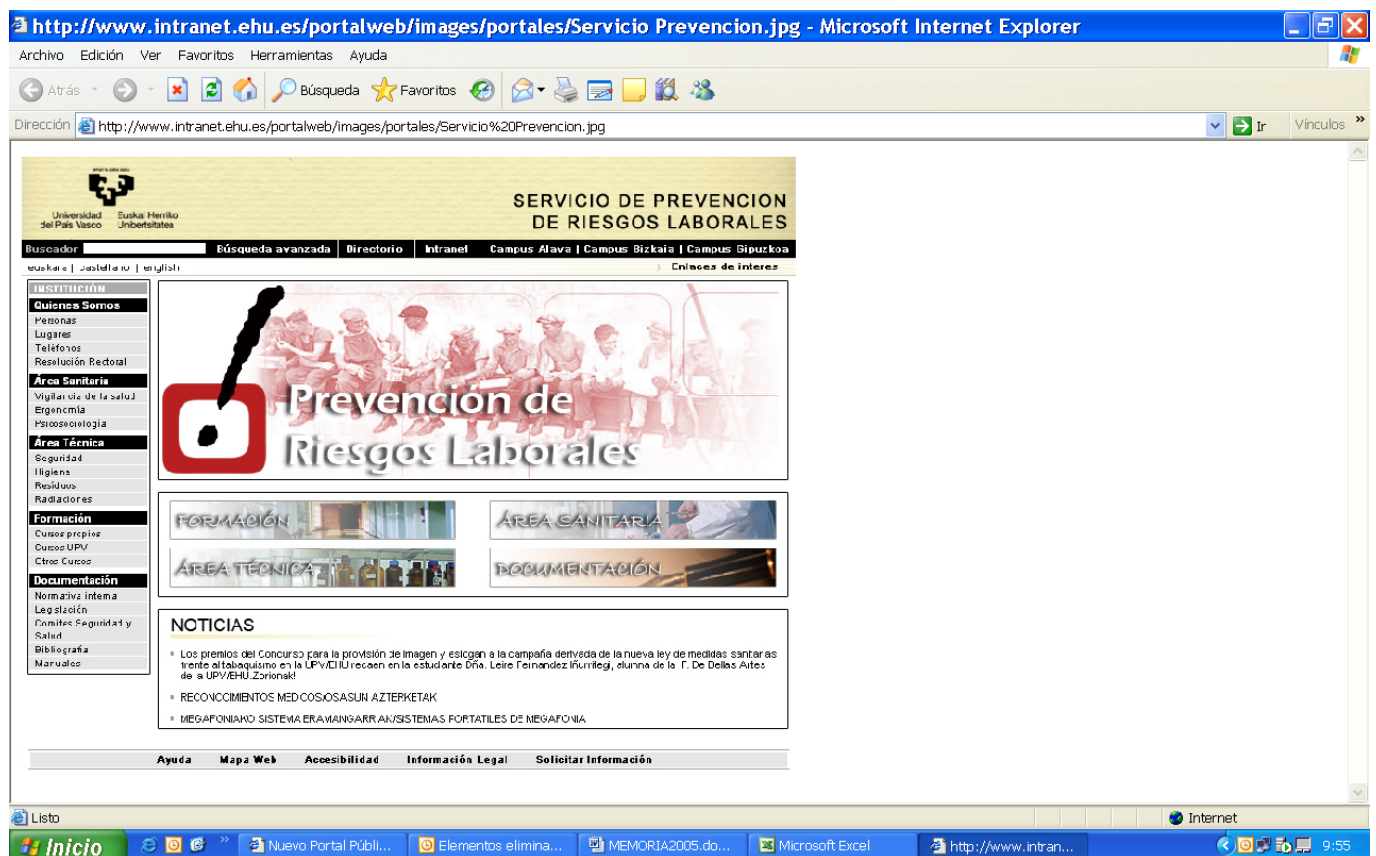 http://www.intranet.ehu.es/portalweb/images/portales/Servicio Prevencion.jpg - Microsoft Internet Explorer
Archivo Edición Ver Favoritos Herramientas Ayuda
Atrás Búsqueda Favoritos
Dirección http://www.intranet.ehu.es/portalweb/images/portales/Servicio%20Prevencion.jpg Ir Vínculos »
Universidad Euskal Herriko
del País Vasco Unibertsitatea
SERVICIO DE PREVENCION
DE RIESGOS LABORALES
Buscador Búsqueda avanzada Directorio Intranet Campus Alava | Campus Bizkaia | Campus Gipuzkoa
euskara | castellano | english Enlaces de interes
INSTITUCIÓN
Quienes Somos
Personas
Lugares
Teléfonos
Resolución Rectoral
Área Sanitaria
Vigilancia de la salud
Ergonomía
Psicosociología
Área Técnica
Seguridad
Higiene
Residuos
Radiaciones
Formación
Cursos propios
Cursos UPV
Otros Cursos
Documentación
Normativa interna
Legislación
Comites Seguridad y
Salud
Bibliografía
Manuales
Prevención de
Riesgos Laborales
FORMACIÓN
ÁREA SANITARIA
ÁREA TÉCNICA
DOCUMENTACIÓN
NOTICIAS
Los premios del Concurso para la provisión de imagen y eslogan a la campaña derivada de la nueva ley de medidas sanitarias
frente al tabaquismo en la UPV/EHU recaen en la estudiante Dña. Leire Fernandez alumna de la F. De Bellas Artes
de la UPV/EHU.Zorionak!
RECONOCIMIENTOS MEDICOS/OSASUN AZTERKETAK
MEGAFONIAKO SISTEMA ERAMANGARRIAK/SISTEMAS PORTATILES DE MEGAFONIA
Ayuda Mapa Web Accesibilidad Información Legal Solicitar Información
Listo Internet
Inicio » Nuevo Portal Públi... Elementos elimina... MEMORIA2005.do... Microsoft Excel http://www.intran... 9:55